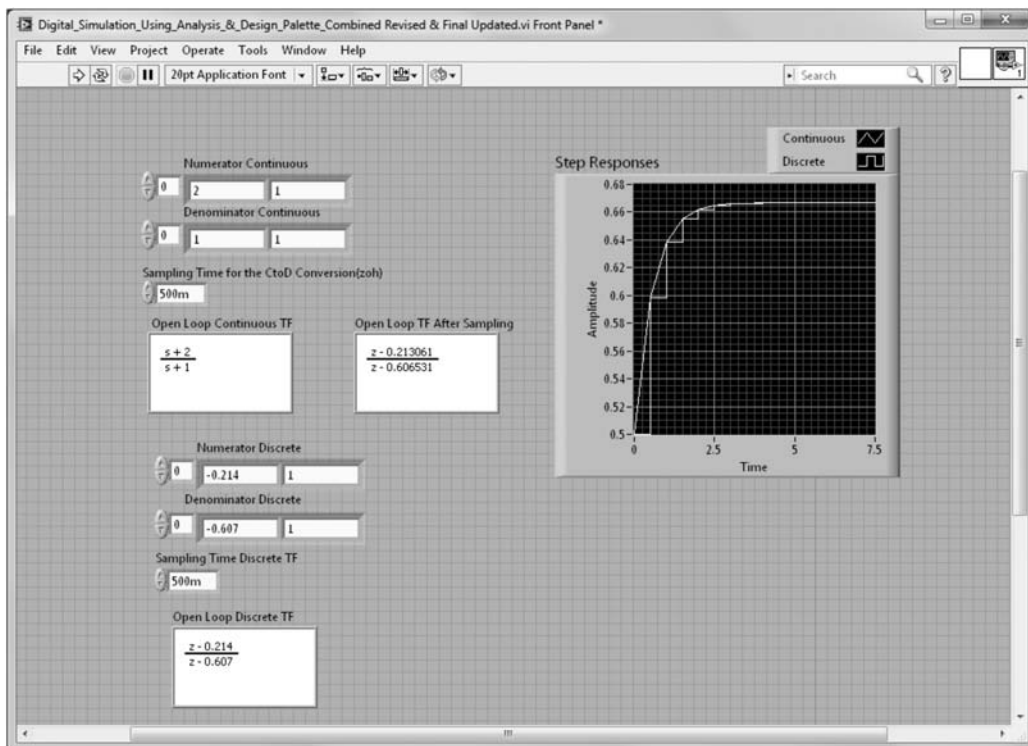 Digital_Simulation_Using_Analysis_&_Design_Palette_Combined Revised & Final Updated.vi Front Panel *
File Edit View Project Operate Tools Window Help
20pt Application Font
Search
?
1
Numerator Continuous
0 2 1
Denominator Continuous
0 1 1
Sampling Time for the CtoD Conversion(zoh)
500m
Open Loop Continuous TF
s + 2
s + 1
Open Loop TF After Sampling
z - 0.213061
z - 0.606531
Numerator Discrete
0 -0.214 1
Denominator Discrete
0 -0.607 1
Sampling Time Discrete TF
500m
Open Loop Discrete TF
z - 0.214
z - 0.607
Continuous
Discrete
Step Responses
0.68
0.66
0.64
0.62
0.6
0.58
0.56
0.54
0.52
0.5
Amplitude
0 2.5 5 7.5
Time